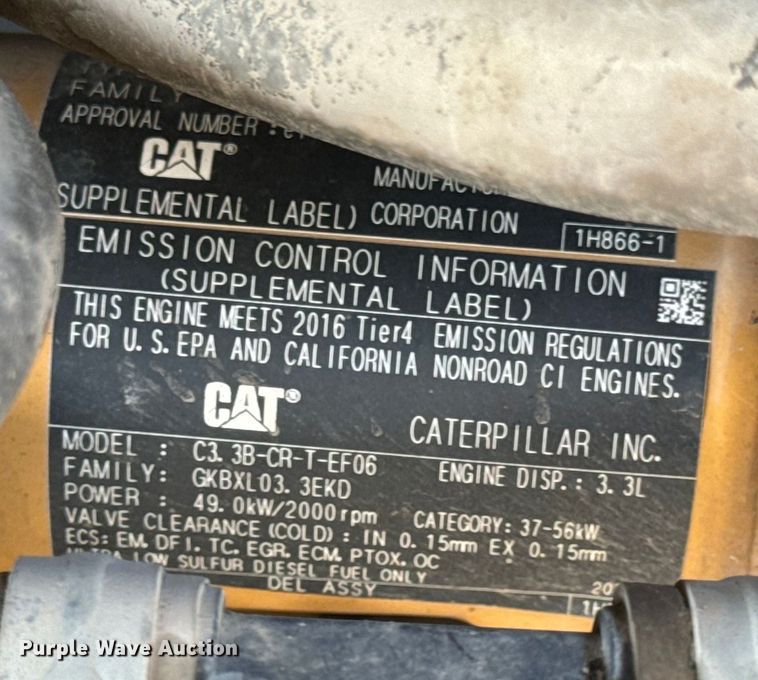 FAMILY
APPROVAL NUMBER :
CAT®
MANUFACTU
SUPPLEMENTAL LABEL) CORPORATION
1H866-1
EMISSION CONTROL INFORMATION
(SUPPLEMENTAL LABEL)
THIS ENGINE MEETS 2016 Tier4 EMISSION REGULATIONS
FOR U.S.EPA AND CALIFORNIA NONROAD CI ENGINES.
CAT®
CATERPILLAR INC.
MODEL : C3.3B-CR-T-EF06
ENGINE DISP.: 3.3L
FAMILY: GKBXL03.3EKD
POWER : 49.0kW/2000rpm CATEGORY: 37-56kW
VALVE CLEARANCE(COLD): IN 0.15mm EX 0.15mm
ECS: EM.DFI.TC.EGR.ECM.PTOX.OC
ULTRA LOW SULFUR DIESEL FUEL ONLY
DEL ASSY
20
1H
Purple Wave Auction